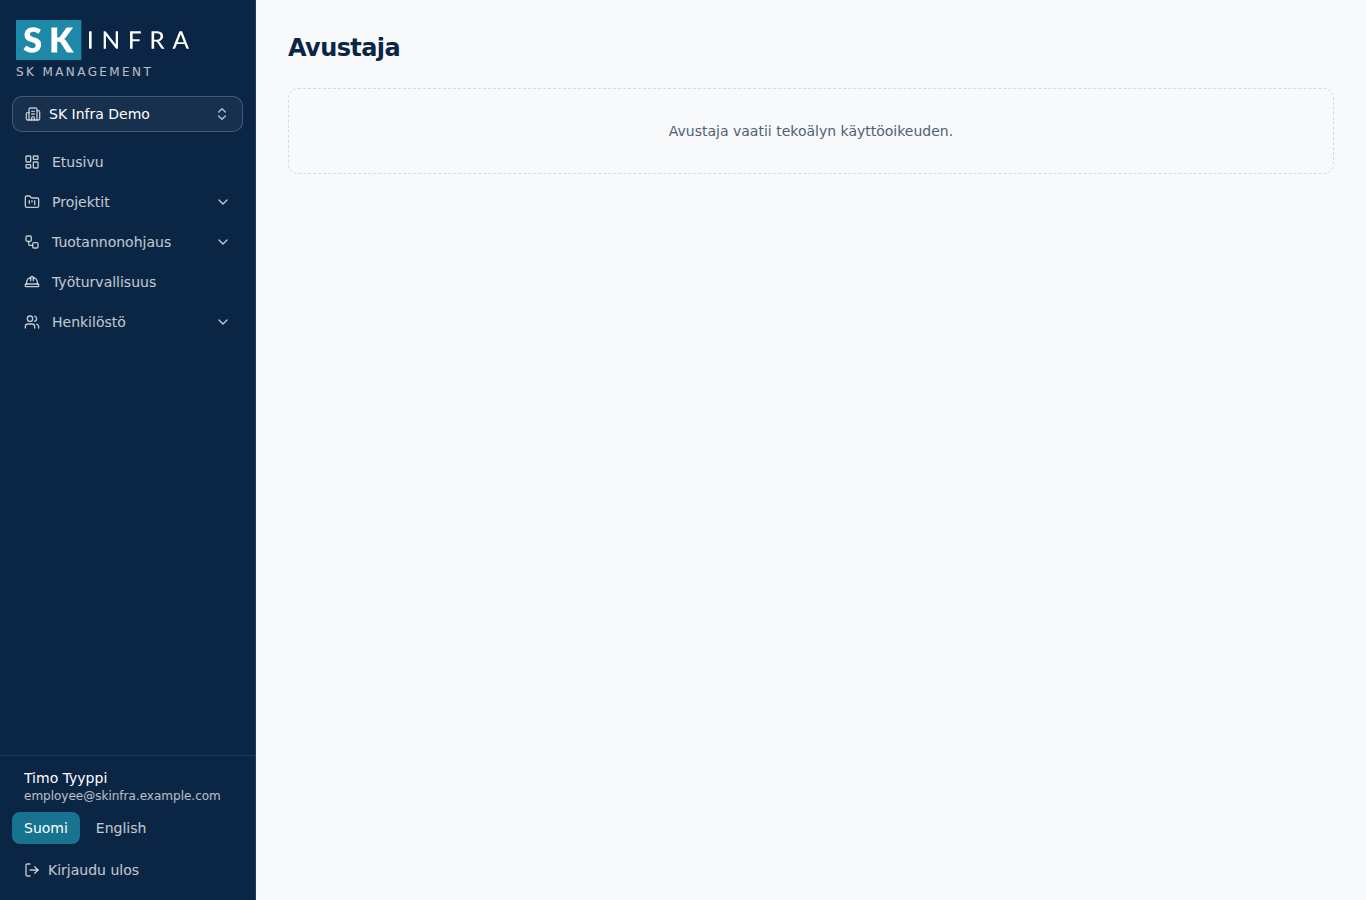 SK INFRA
SK MANAGEMENT
SK Infra Demo
Etusivu
Projektit
Tuotannonohjaus
Työturvallisuus
Henkilöstö
Timo Tyyppi
employee@skinfra.example.com
Suomi English
Kirjaudu ulos
Avustaja
Avustaja vaatii tekoälyn käyttöoikeuden.